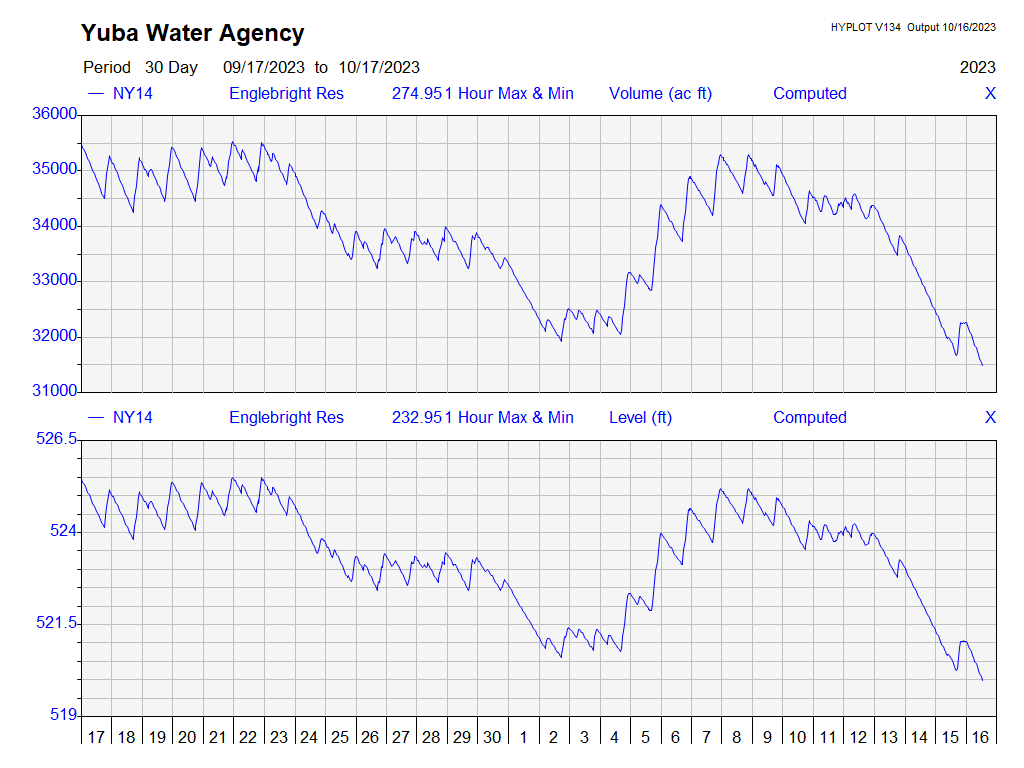 Yuba Water Agency
HYPLOT V134 Output 10/16/2023
Period 30 Day 09/17/2023 to 10/17/2023 2023
— NY14 Englebright Res 274.951 Hour Max & Min Volume (ac ft) Computed X
36000
35000
34000
33000
32000
31000
— NY14 Englebright Res 232.951 Hour Max & Min Level (ft) Computed X
526.5
524
521.5
519
17 18 19 20 21 22 23 24 25 26 27 28 29 30 1 2 3 4 5 6 7 8 9 10 11 12 13 14 15 16